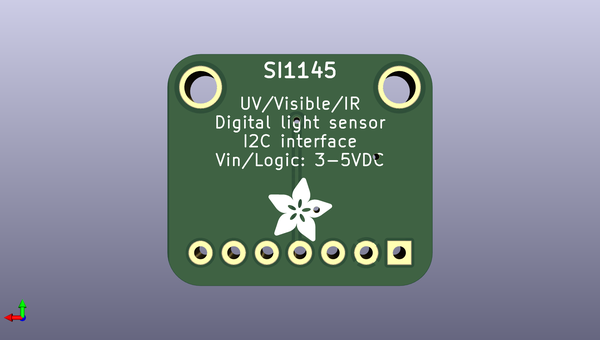 SI1145
UV/Visible/IR
Digital light sensor
I2C interface
Vin/Logic: 3-5VDC